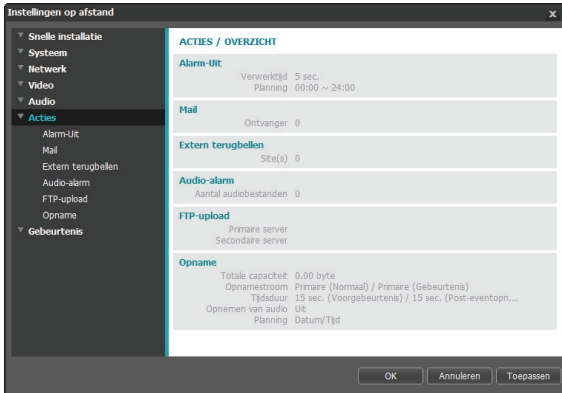 Instellingen op afstand
x
Snelle installatie
Systeem
Netwerk
Video
Audio
Acties
Alarm-Uit
Mail
Extern terugbellen
Audio-alarm
FTP-upload
Opname
Gebeurtenis
ACTIES / OVERZICHT
Alarm-Uit
Verwerktijd 5 sec.
Planning 00:00 ~ 24:00
Mail
Ontvanger 0
Extern terugbellen
Site(s) 0
Audio-alarm
Aantal audiobestanden 0
FTP-upload
Primaire server
Secondaire server
Opname
Totale capaciteit 0.00 byte
Opnamestroom Primaire (Normaal) / Primaire (Gebeurtenis)
Tijdsduur 15 sec. (Voorgebeurtenis) / 15 sec. (Post-eventopn...
Opnemen van audio Uit
Planning Datum/Tijd
OK Annuleren Toepassen